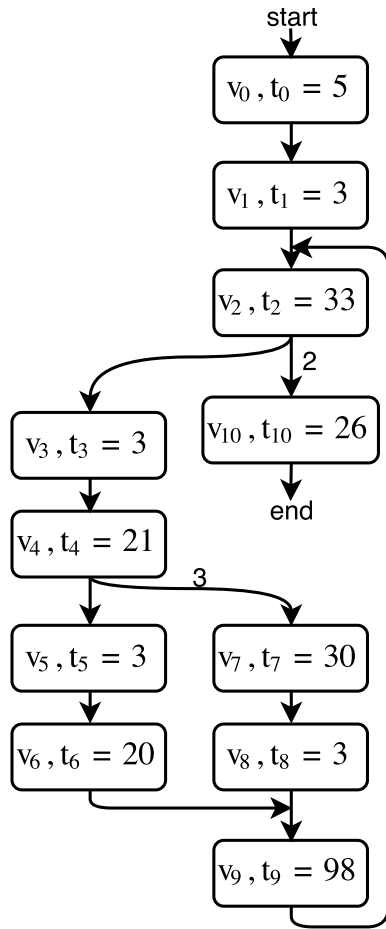 start
v₀ , t₀ = 5
v₁ , t₁ = 3
v₂ , t₂ = 33
2
v₃ , t₃ = 3
v₁₀ , t₁₀ = 26
end
v₄ , t₄ = 21
3
v₅ , t₅ = 3
v₇ , t₇ = 30
v₆ , t₆ = 20
v₈ , t₈ = 3
v₉ , t₉ = 98